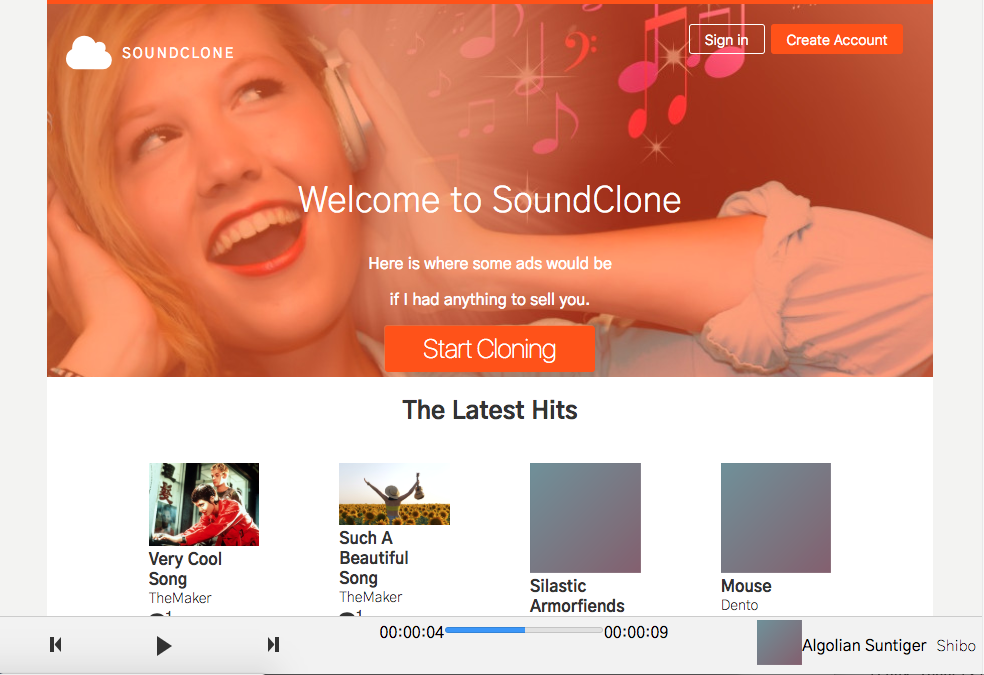 SOUNDCLONE
Sign in
Create Account
Welcome to SoundClone
Here is where some ads would be
if I had anything to sell you.
Start Cloning
The Latest Hits
Very Cool
Song
TheMaker
1
Such A
Beautiful
Song
TheMaker
1
Silastic
Armorfiends
Mouse
Dento
00:00:04
00:00:09
Algolian Suntiger Shibo